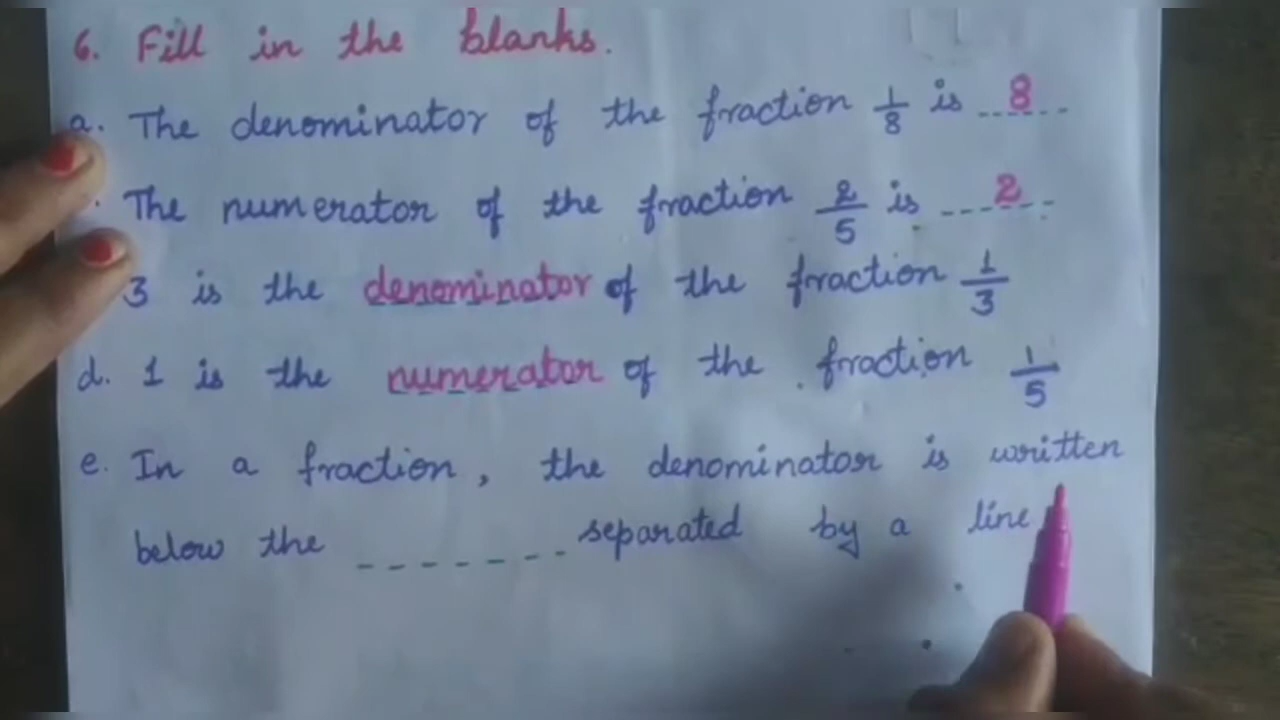 6. Fill in the blanks.
a. The denominator of the fraction 1/8 is 8
The numerator of the fraction 2/5 is 2
3 is the denominator of the fraction 1/3
d. 1 is the numerator of the fraction 1/5
e. In a fraction, the denominator is written
below the _ _ _ _ _ _ _ separated by a line